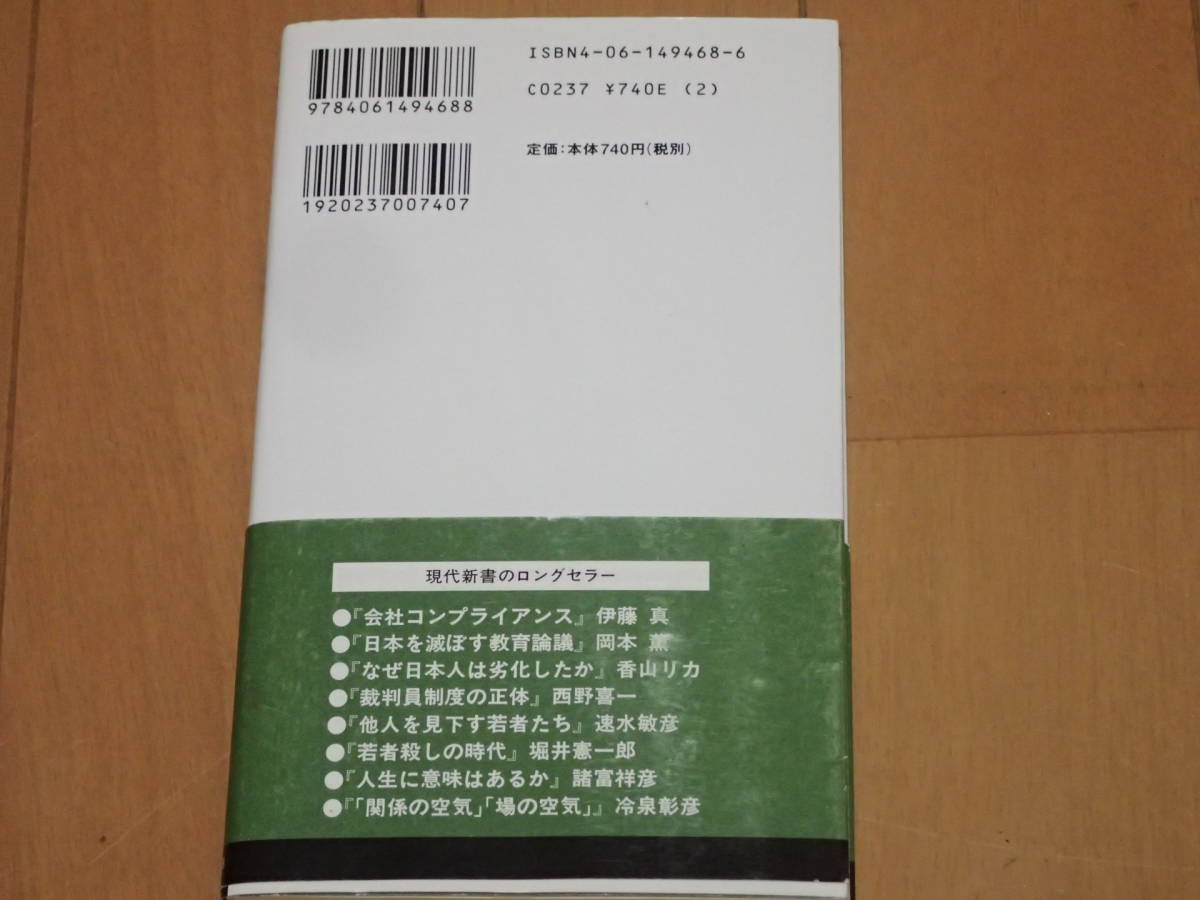 ISBN4-06-149468-6
9784061494688
C0237 ¥740E (2)
定価：本体740円(税別)
1920237007407
現代新書のロングセラー
●『会社コンプライアンス』伊藤 真
●『日本を滅ぼす教育論議』岡本 薫
●『なぜ日本人は劣化したか』香山リカ
●『裁判員制度の正体』西野喜一
●『他人を見下す若者たち』速水敏彦
●『若者殺しの時代』堀井憲一郎
●『人生に意味はあるか』諸富祥彦
●『「関係の空気」「場の空気」』冷泉彰彦